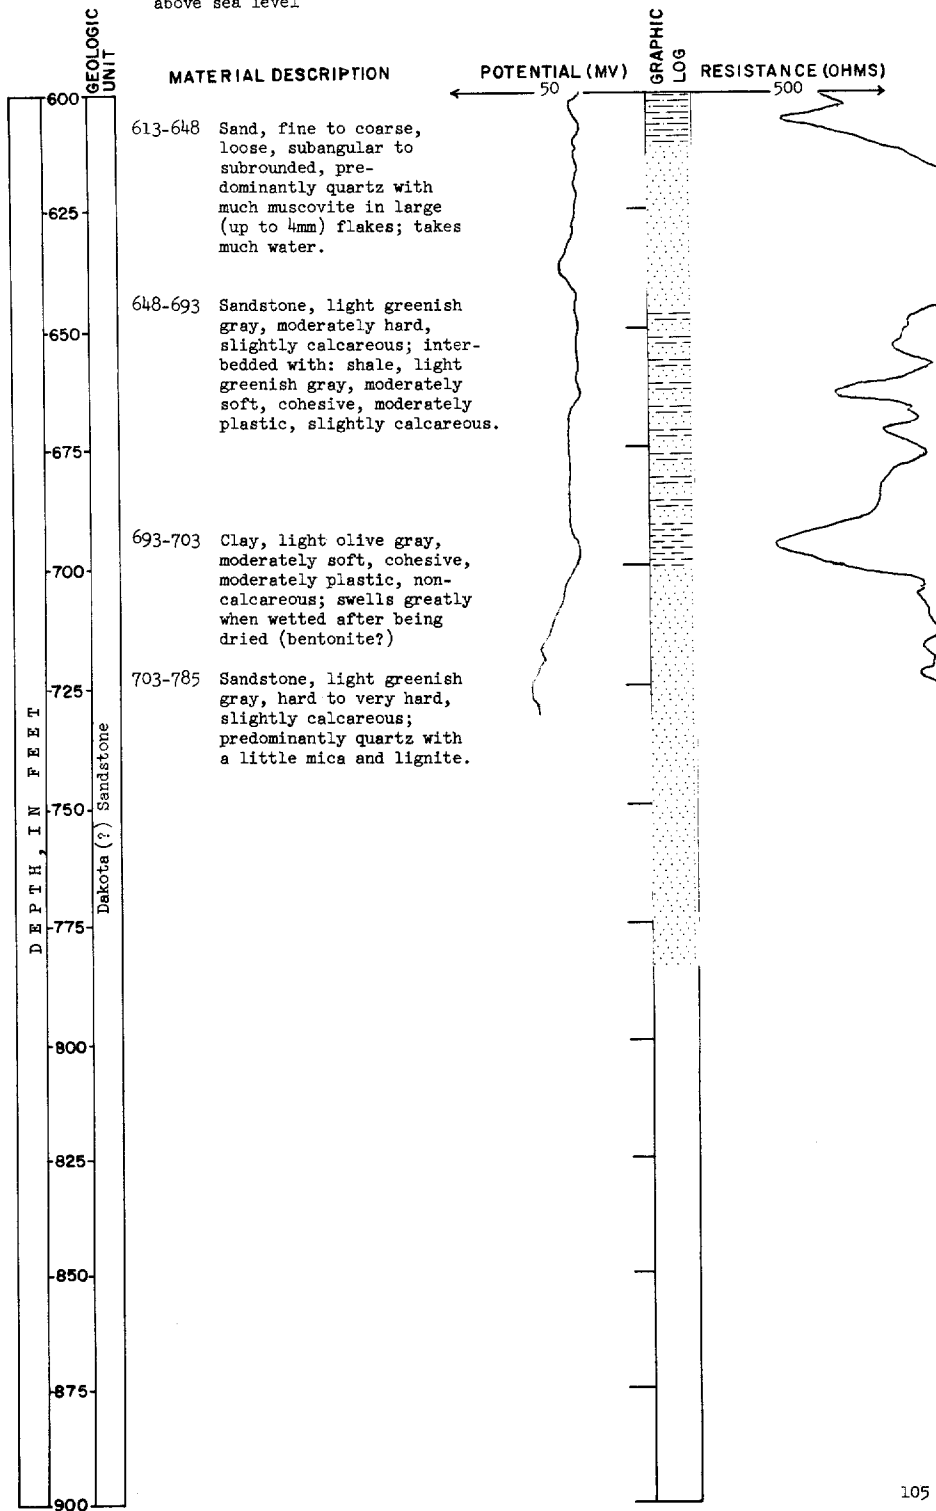 above sea level
GEOLOGIC
UNIT
MATERIAL DESCRIPTION
POTENTIAL (MV)
GRAPHIC
LOG
RESISTANCE (OHMS)
50
500
600
613-648 Sand, fine to coarse,
loose, subangular to
subrounded, pre-
dominantly quartz with
much muscovite in large
(up to 4mm) flakes; takes
much water.
625
648-693 Sandstone, light greenish
gray, moderately hard,
slightly calcareous; inter-
bedded with: shale, light
greenish gray, moderately
soft, cohesive, moderately
plastic, slightly calcareous.
650
675
693-703 Clay, light olive gray,
moderately soft, cohesive,
moderately plastic, non-
calcareous; swells greatly
when wetted after being
dried (bentonite?)
700
703-785 Sandstone, light greenish
gray, hard to very hard,
slightly calcareous;
predominantly quartz with
a little mica and lignite.
725
DEPTH, IN FEET
Dakota (?) Sandstone
750
775
800
825
850
875
900
105